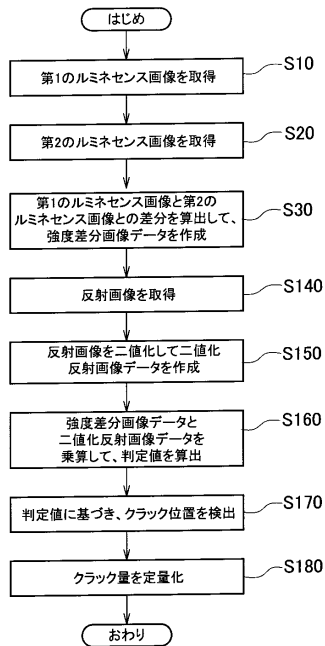 はじめ
第1のルミネセンス画像を取得
S10
第2のルミネセンス画像を取得
S20
第1のルミネセンス画像と第2の
ルミネセンス画像との差分を算出して、
強度差分画像データを作成
S30
反射画像を取得
S140
反射画像を二値化して二値化
反射画像データを作成
S150
強度差分画像データと
二値化反射画像データを
乗算して、判定値を算出
S160
判定値に基づき、クラック位置を検出
S170
クラック量を定量化
S180
おわり